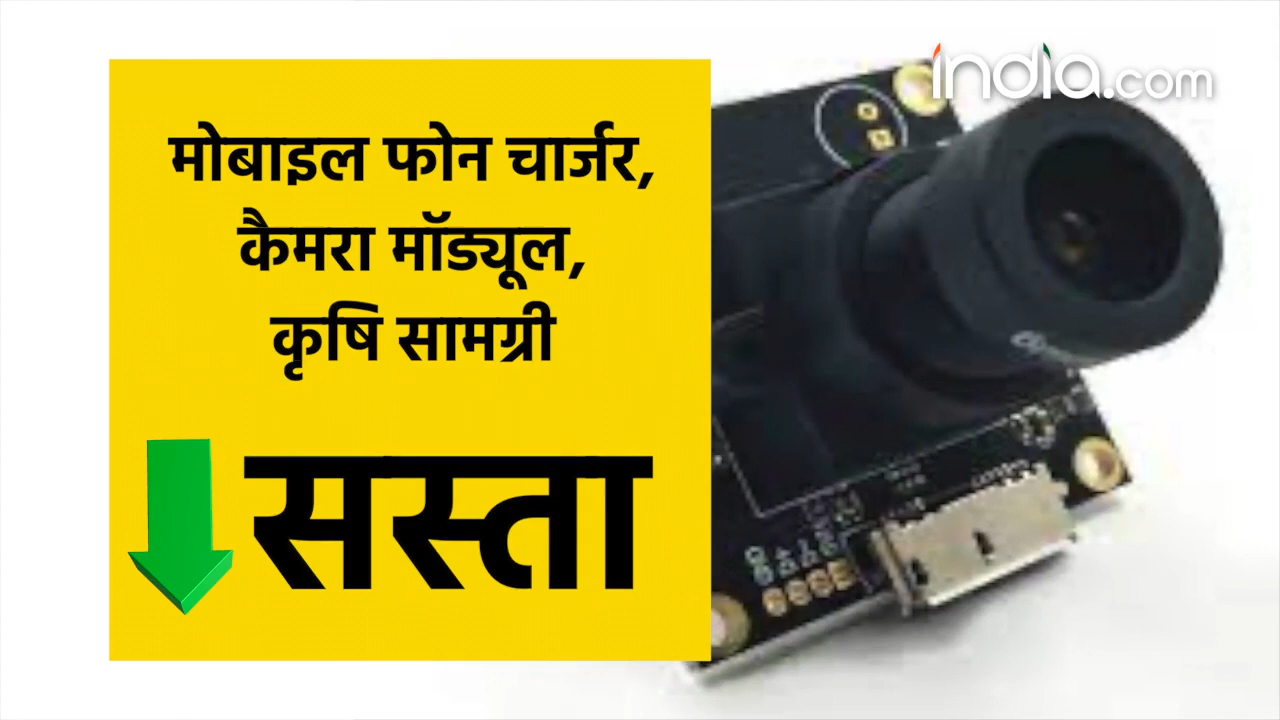 india.com
मोबाइल फोन चार्जर,
कैमरा मॉड्यूल,
कृषि सामग्री
सस्ता